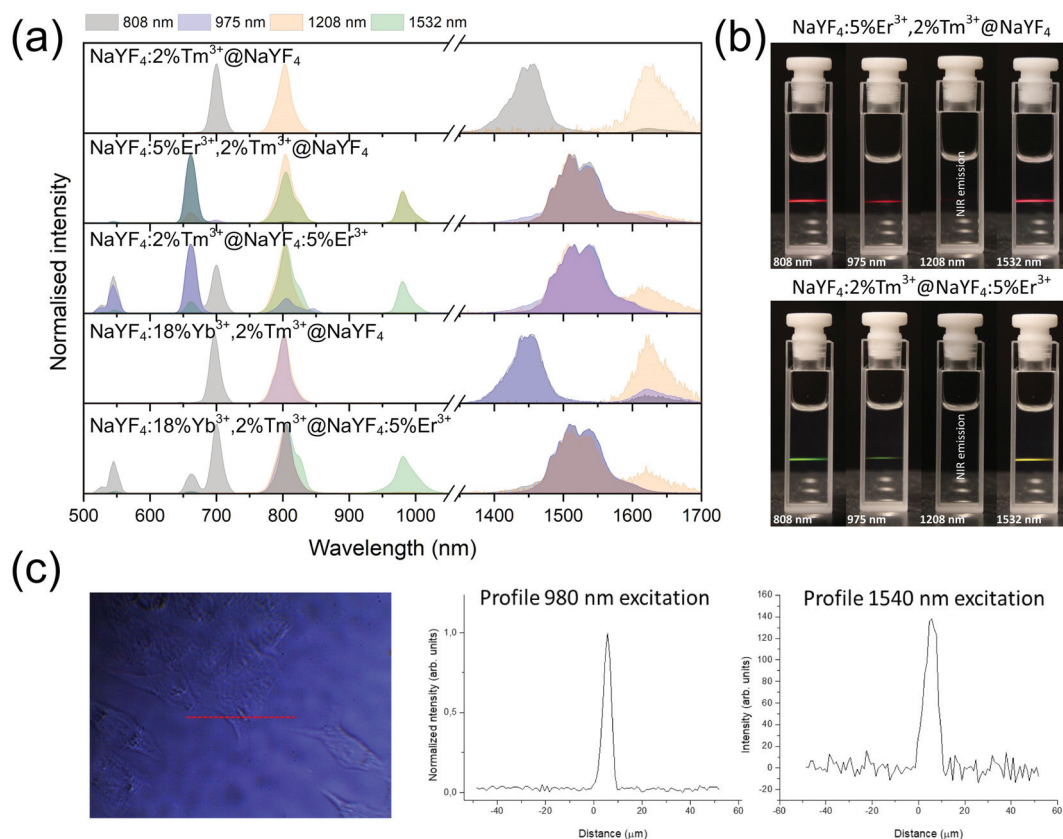 (a)
808 nm 975 nm 1208 nm 1532 nm
NaYF4:2%Tm3+@NaYF4
NaYF4:5%Er3+,2%Tm3+@NaYF4
NaYF4:2%Tm3+@NaYF4:5%Er3+
NaYF4:18%Yb3+,2%Tm3+@NaYF4
NaYF4:18%Yb3+,2%Tm3+@NaYF4:5%Er3+
Normalised intensity
500 600 700 800 900 1000 1400 1500 1600 1700
Wavelength (nm)
(b)
NaYF4:5%Er3+,2%Tm3+@NaYF4
NIR emission
808 nm 975 nm 1208 nm 1532 nm
NaYF4:2%Tm3+@NaYF4:5%Er3+
NIR emission
808 nm 975 nm 1208 nm 1532 nm
(c)
Profile 980 nm excitation
Normalized ntensity (arb. units)
1,0
0,5
0,0
-40 -20 0 20 40 60
Distance (μm)
Profile 1540 nm excitation
Intensity (arb. units)
160
140
120
100
80
60
40
20
0
-20
-60 -40 -20 0 20 40 60
Distance (μm)